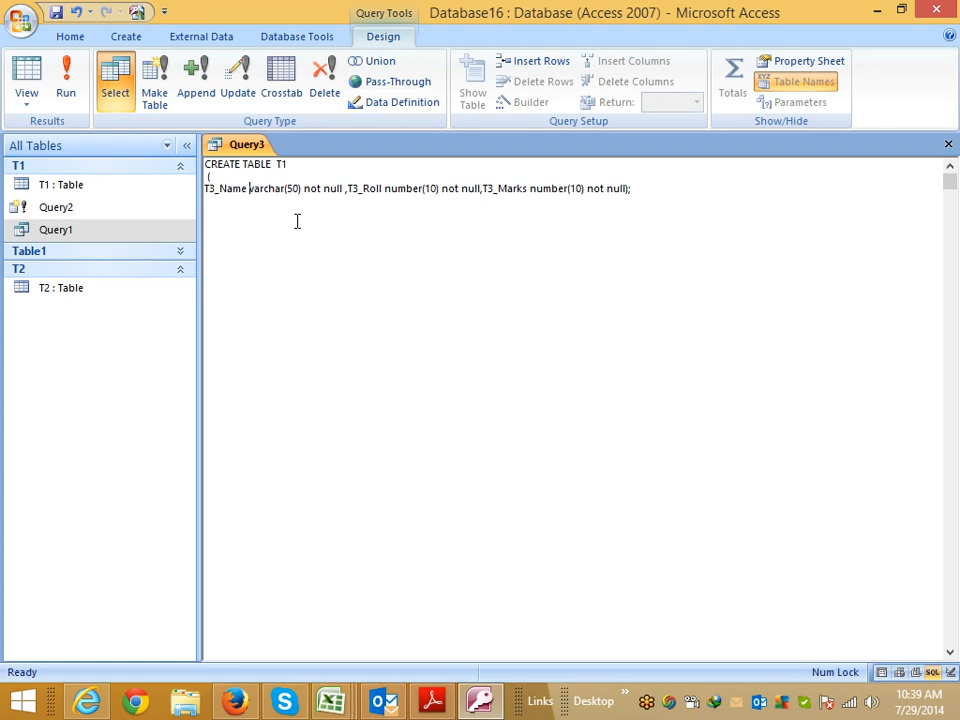 Query Tools
Database16 : Database (Access 2007) - Microsoft Access
Home
Create
External Data
Database Tools
Design
View
Run
Select
Make Table
Append
Update
Crosstab
Delete
Union
Pass-Through
Data Definition
Show Table
Insert Rows
Delete Rows
Builder
Insert Columns
Delete Columns
Return:
Totals
Property Sheet
Table Names
Parameters
Results
Query Type
Query Setup
Show/Hide
All Tables
Query3
T1
T1 : Table
Query2
Query1
Table1
T2
T2 : Table
CREATE TABLE T1
(
T3_Name varchar(50) not null ,T3_Roll number(10) not null,T3_Marks number(10) not null);
Ready
Num Lock
SQL
Links
Desktop
10:39 AM
7/29/2014